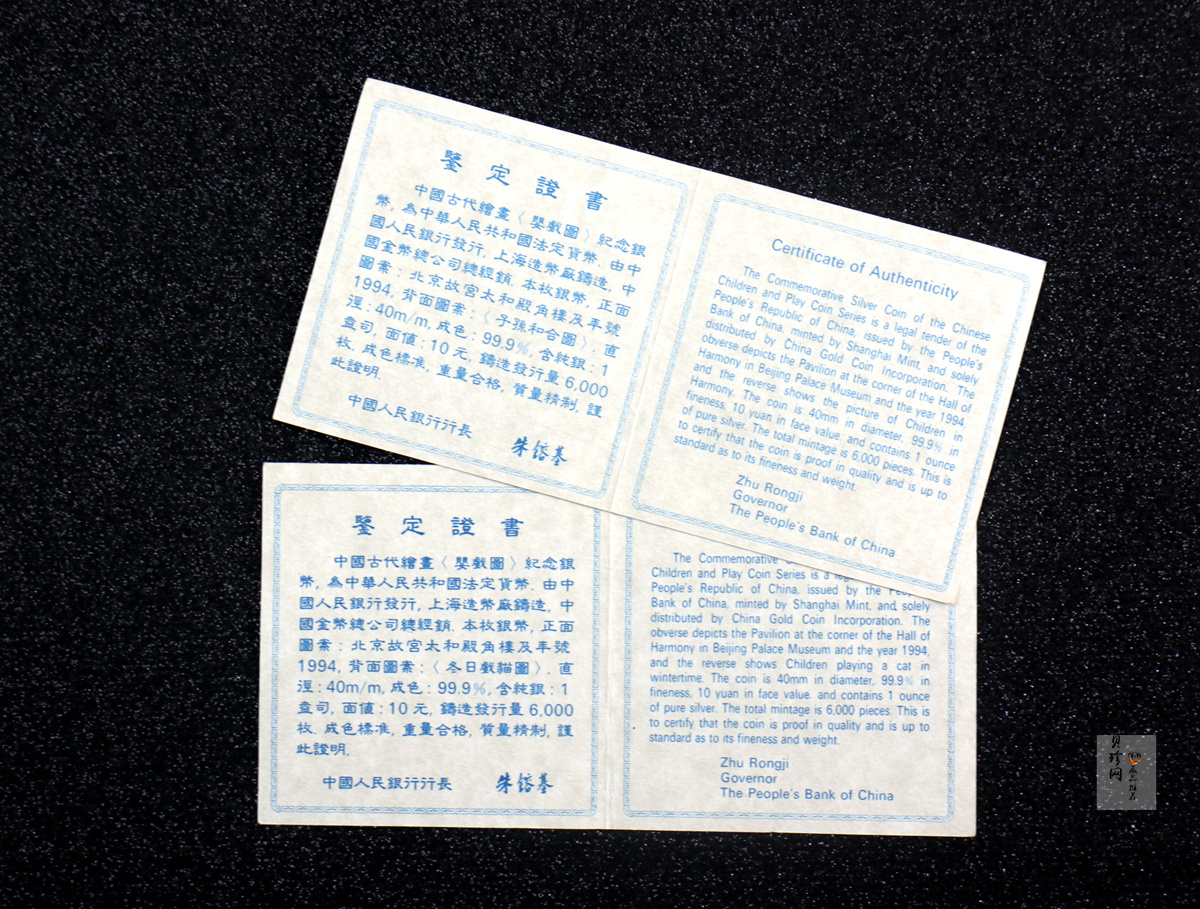 鑒定證書
中國古代繪畫〈嬰戲圖〉紀念銀
幣, 為中華人民共和國法定貨幣. 由中
國人民銀行發行, 上海造幣廠鑄造, 中
國金幣總公司總經銷. 本枚銀幣, 正面
圖案: 北京故宮太和殿角樓及年號
1994, 背面圖案:〈子孫和合圖〉. 直
徑: 40m/m, 成色: 99.9%, 含純銀: 1
盎司, 面值: 10元, 鑄造發行量6,000
枚. 成色標准, 重量合格, 質量精制, 謹
此證明.
中國人民銀行行長 朱鎔基
Certificate of Authenticity
The Commemorative Silver Coin of the Chinese
Children and Play Coin Series is a legal tender of the
People's Republic of China, issued by the People's
Bank of China, minted by Shanghai Mint, and solely
distributed by China Gold Coin Incorporation. The
obverse depicts the Pavilion at the corner of the Hall of
Harmony in Beijing Palace Museum and the year 1994,
and the reverse shows the picture of Children in
Harmony. The coin is 40mm in diameter, 99.9% in
fineness, 10 yuan in face value, and contains 1 ounce
of pure silver. The total mintage is 6,000 pieces. This is
to certify that the coin is proof in quality and is up to
standard as to its fineness and weight.
Zhu Rongji
Governor
The People's Bank of China
鑒定證書
中國古代繪畫〈嬰戲圖〉紀念銀
幣, 為中華人民共和國法定貨幣. 由中
國人民銀行發行, 上海造幣廠鑄造, 中
國金幣總公司總經銷. 本枚銀幣, 正面
圖案: 北京故宮太和殿角樓及年號
1994, 背面圖案:〈冬日戲貓圖〉. 直
徑: 40m/m, 成色: 99.9%, 含純銀: 1
盎司, 面值: 10元, 鑄造發行量6,000
枚. 成色標准, 重量合格, 質量精制, 謹
此證明.
中國人民銀行行長 朱鎔基
The Commemorative
Children and Play Coin Series is a
People's Republic of China, issued by the
Bank of China, minted by Shanghai Mint, and solely
distributed by China Gold Coin Incorporation. The
obverse depicts the Pavilion at the corner of the Hall of
Harmony in Beijing Palace Museum and the year 1994,
and the reverse shows Children playing a cat in
wintertime. The coin is 40mm in diameter, 99.9% in
fineness, 10 yuan in face value, and contains 1 ounce
of pure silver. The total mintage is 6,000 pieces. This is
to certify that the coin is proof in quality and is up to
standard as to its fineness and weight.
Zhu Rongji
Governor
The People's Bank of China
貝珍网